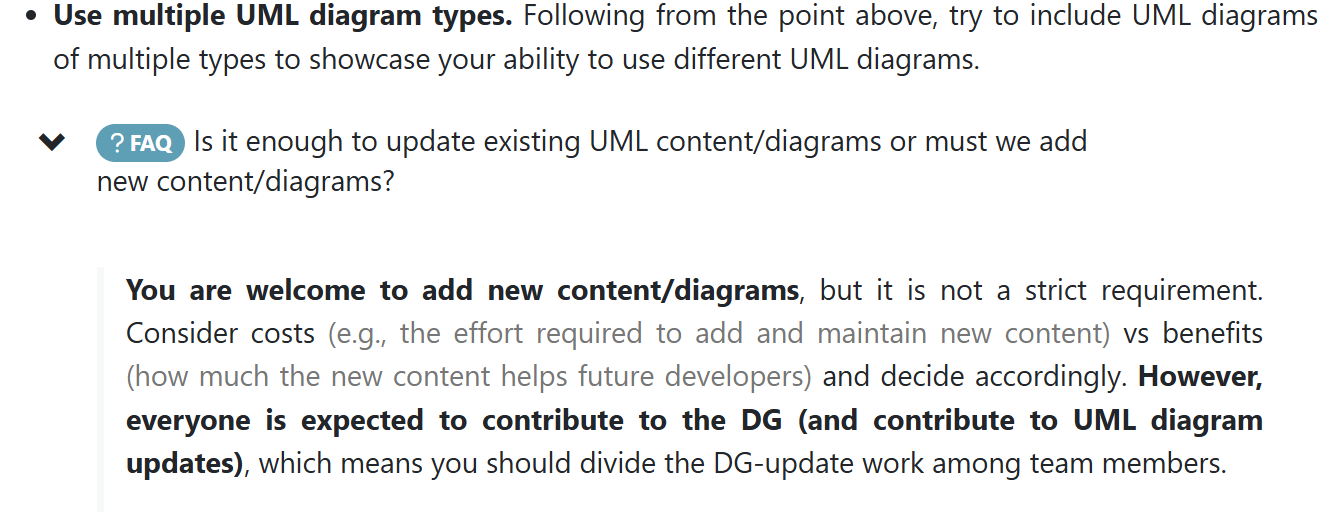 • Use multiple UML diagram types. Following from the point above, try to include UML diagrams
of multiple types to showcase your ability to use different UML diagrams.
? FAQ Is it enough to update existing UML content/diagrams or must we add
new content/diagrams?
You are welcome to add new content/diagrams, but it is not a strict requirement.
Consider costs (e.g., the effort required to add and maintain new content) vs benefits
(how much the new content helps future developers) and decide accordingly. However,
everyone is expected to contribute to the DG (and contribute to UML diagram
updates), which means you should divide the DG-update work among team members.